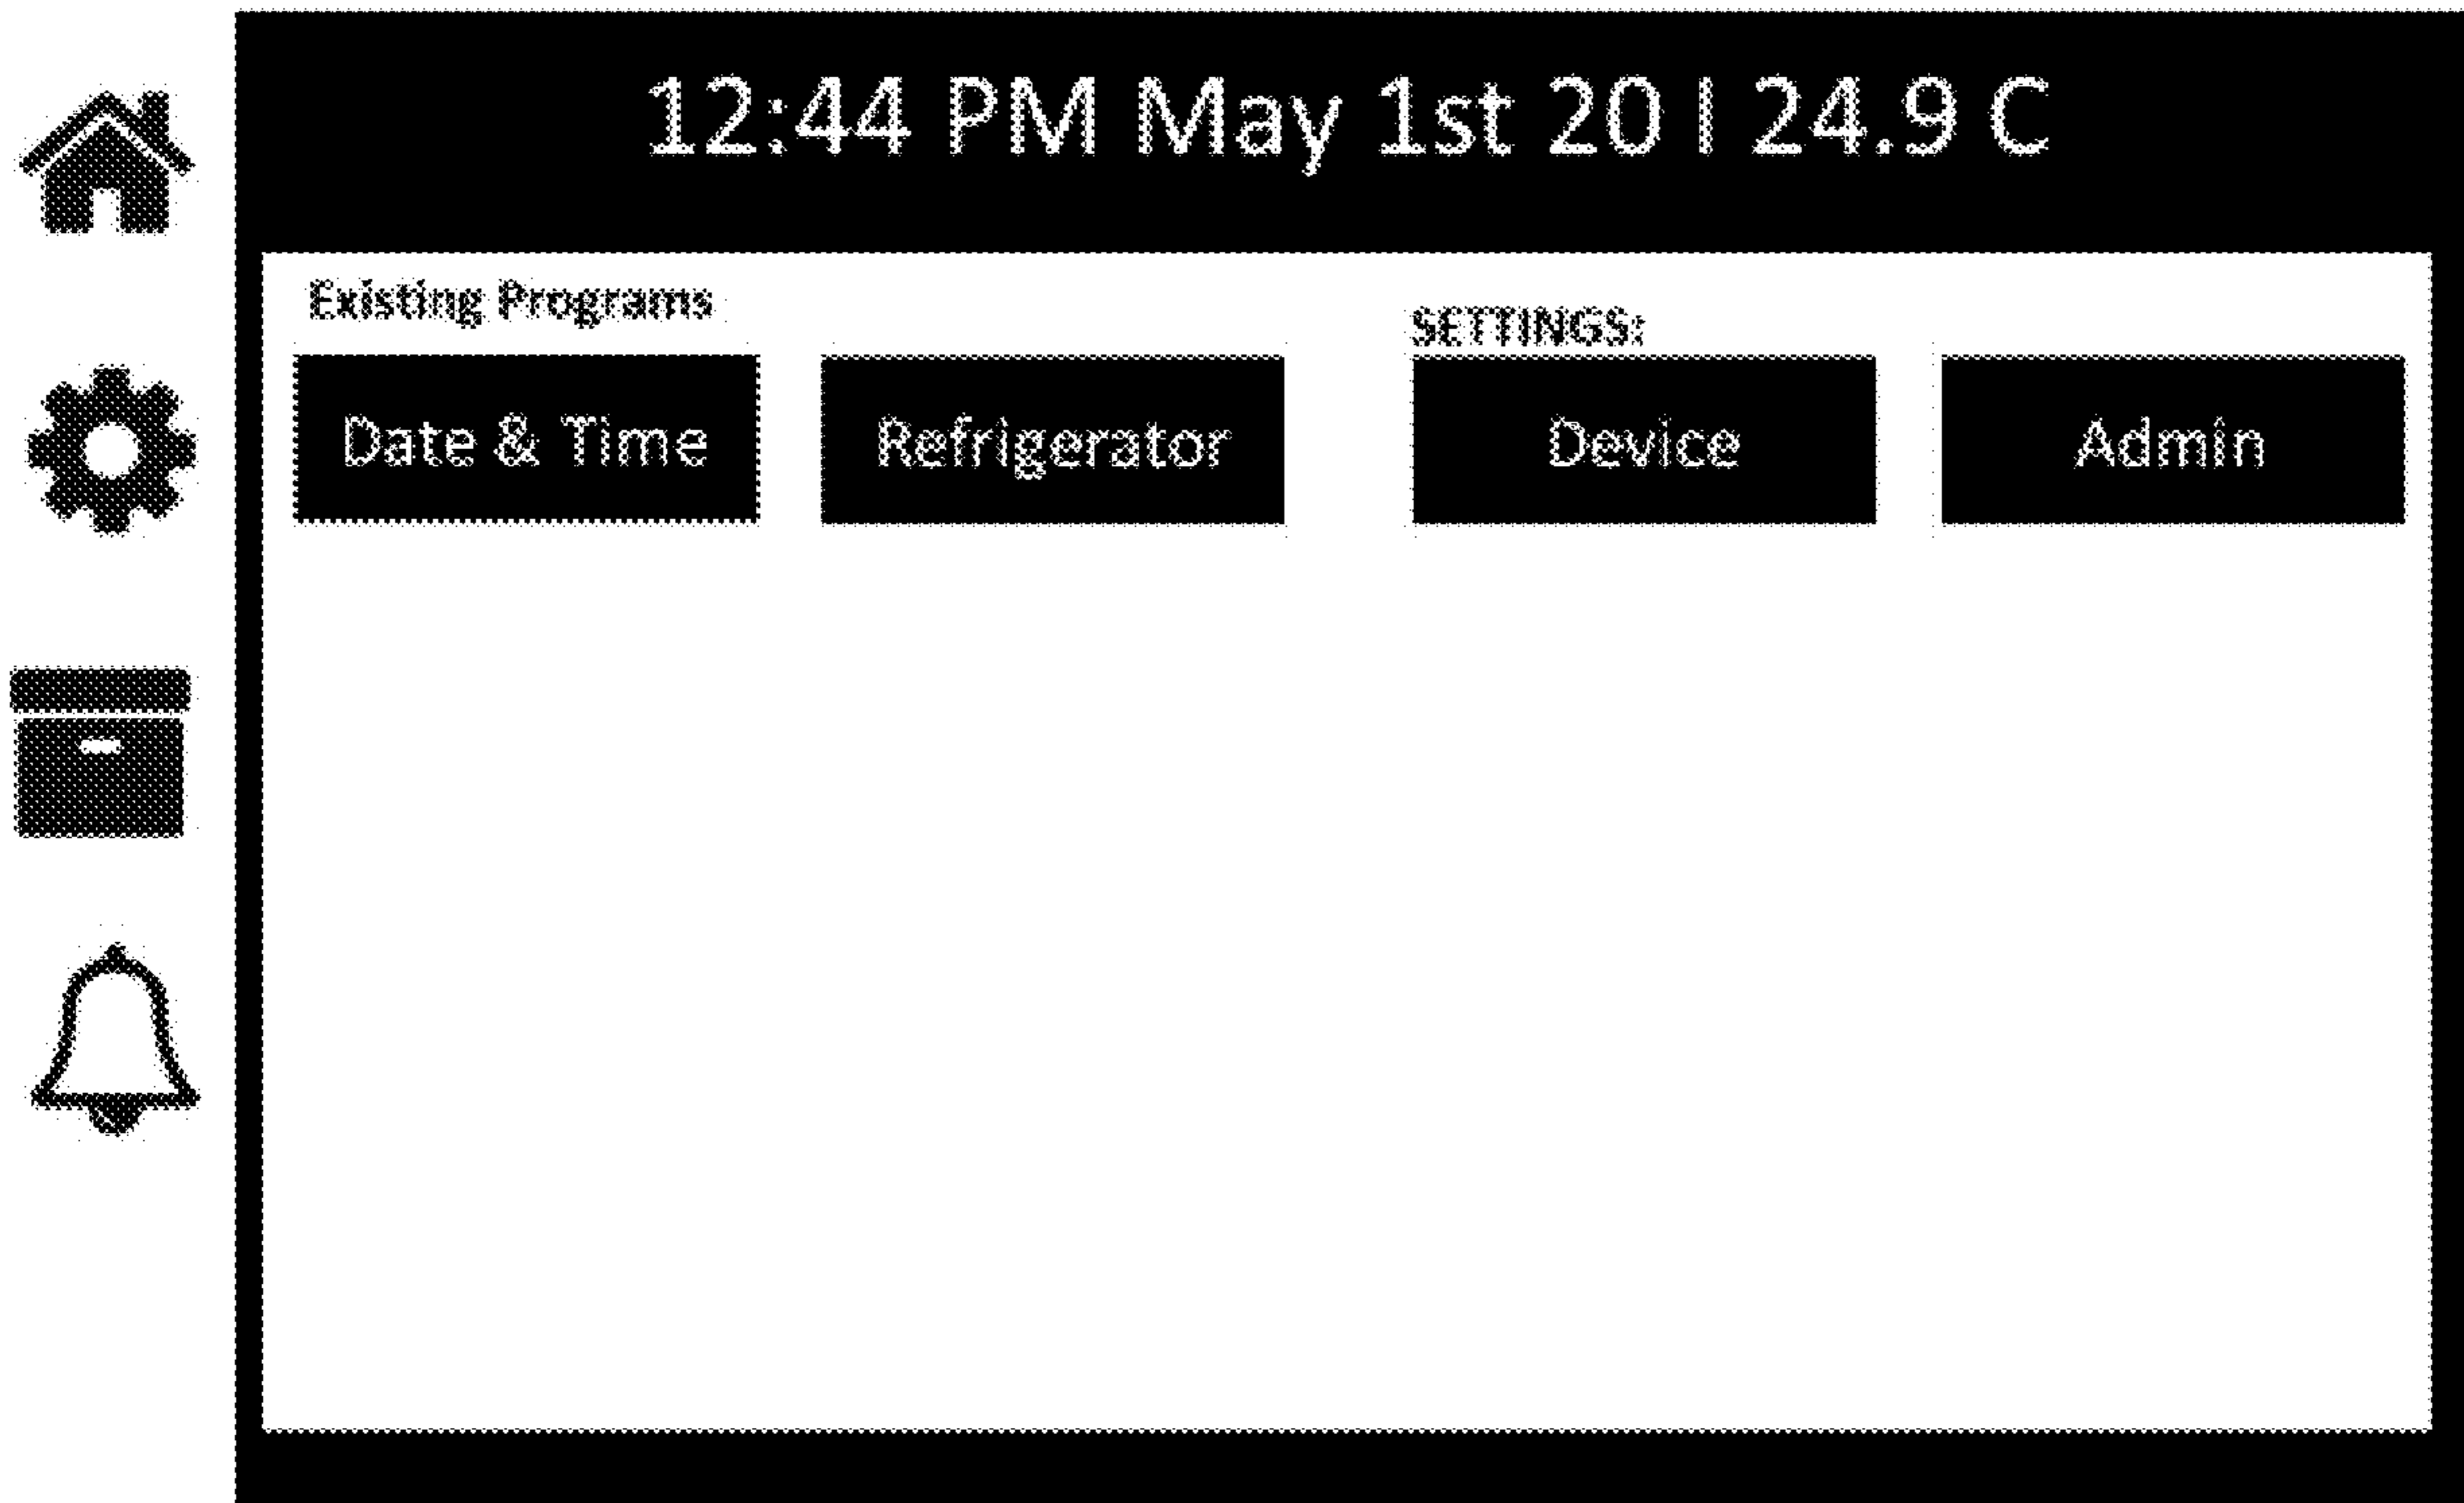 12:44 PM May 1st 20 I 24.9 C
Existing Programs
SETTINGS:
Date & Time
Refrigerator
Device
Admin